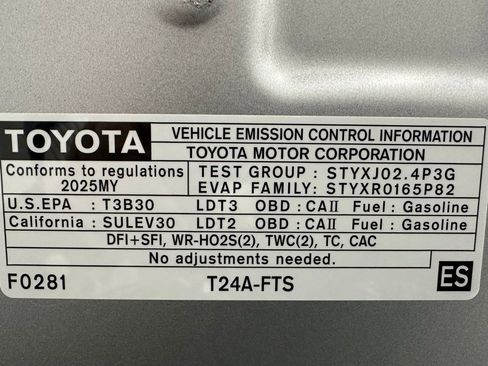 TOYOTA
VEHICLE EMISSION CONTROL INFORMATION
TOYOTA MOTOR CORPORATION
Conforms to regulations
2025MY
TEST GROUP : STYXJ02.4P3G
EVAP FAMILY: STYXR0165P82
U.S.EPA : T3B30 LDT3 OBD : CAII Fuel : Gasoline
California : SULEV30 LDT2 OBD : CAII Fuel : Gasoline
DFI+SFI, WR-HO2S(2), TWC(2), TC, CAC
No adjustments needed.
F0281 T24A-FTS ES